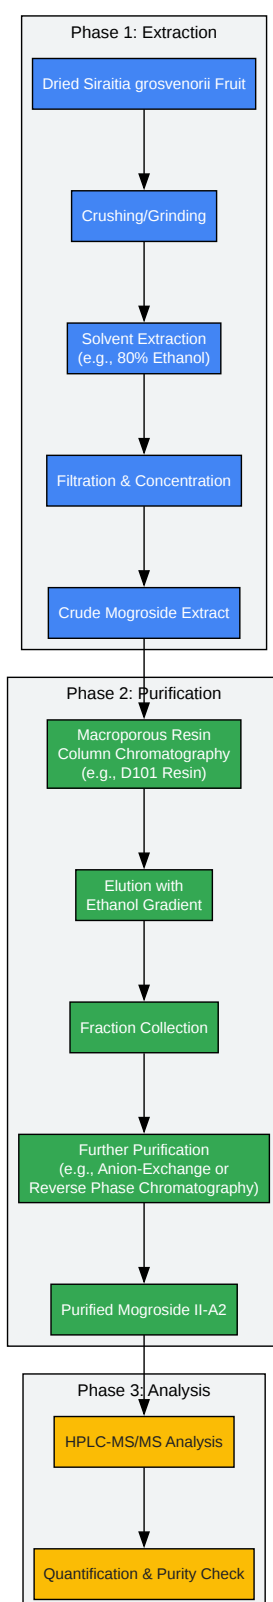 Phase 1: Extraction
Dried Siraitia grosvenorii Fruit
Crushing/Grinding
Solvent Extraction
(e.g., 80% Ethanol)
Filtration & Concentration
Crude Mogroside Extract
Phase 2: Purification
Macroporous Resin
Column Chromatography
(e.g., D101 Resin)
Elution with
Ethanol Gradient
Fraction Collection
Further Purification
(e.g., Anion-Exchange or
Reverse Phase Chromatography)
Purified Mogroside II-A2
Phase 3: Analysis
HPLC-MS/MS Analysis
Quantification & Purity Check